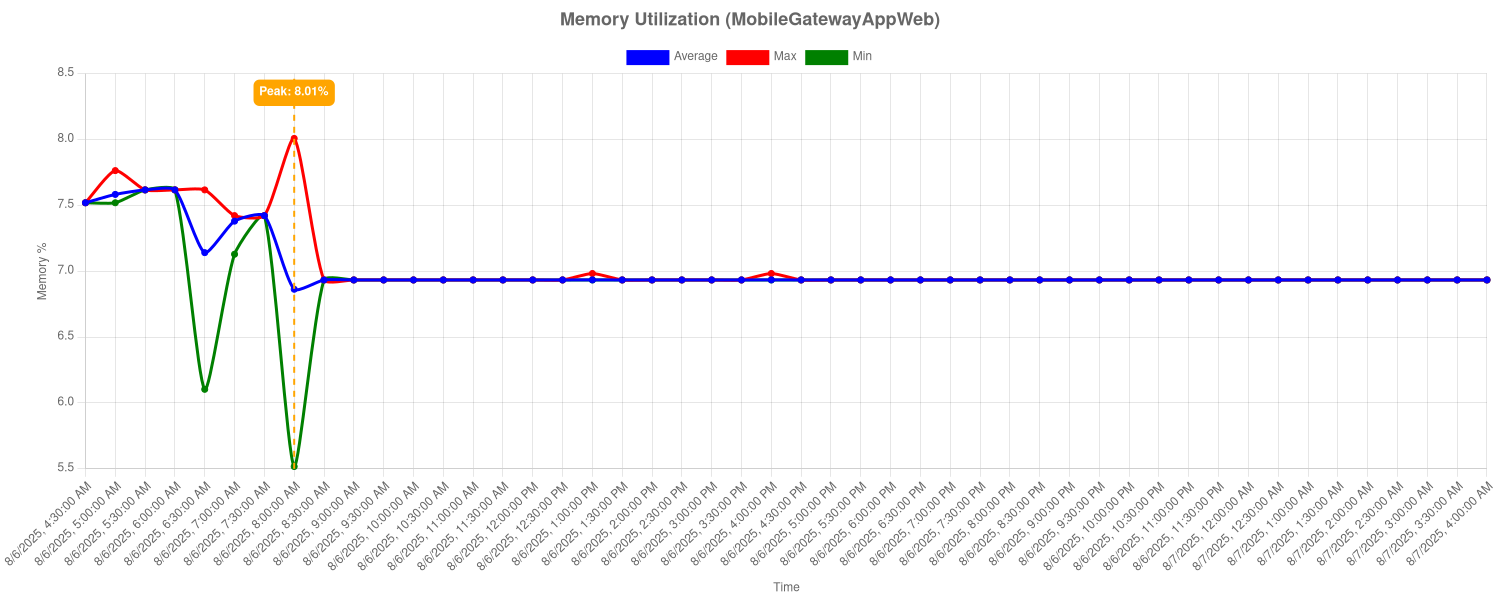 Memory Utilization (MobileGatewayAppWeb)
Average Max Min
8.5
Peak: 8.01%
8.0
7.5
7.0
6.5
6.0
5.5
Memory %
8/6/2025, 4:30:00 AM
8/6/2025, 5:00:00 AM
8/6/2025, 5:30:00 AM
8/6/2025, 6:00:00 AM
8/6/2025, 6:30:00 AM
8/6/2025, 7:00:00 AM
8/6/2025, 7:30:00 AM
8/6/2025, 8:00:00 AM
8/6/2025, 8:30:00 AM
8/6/2025, 9:00:00 AM
8/6/2025, 9:30:00 AM
8/6/2025, 10:00:00 AM
8/6/2025, 10:30:00 AM
8/6/2025, 11:00:00 AM
8/6/2025, 11:30:00 AM
8/6/2025, 12:00:00 PM
8/6/2025, 12:30:00 PM
8/6/2025, 1:00:00 PM
8/6/2025, 1:30:00 PM
8/6/2025, 2:00:00 PM
8/6/2025, 2:30:00 PM
8/6/2025, 3:00:00 PM
8/6/2025, 3:30:00 PM
8/6/2025, 4:00:00 PM
8/6/2025, 4:30:00 PM
8/6/2025, 5:00:00 PM
8/6/2025, 5:30:00 PM
8/6/2025, 6:00:00 PM
8/6/2025, 6:30:00 PM
8/6/2025, 7:00:00 PM
8/6/2025, 7:30:00 PM
8/6/2025, 8:00:00 PM
8/6/2025, 8:30:00 PM
8/6/2025, 9:00:00 PM
8/6/2025, 9:30:00 PM
8/6/2025, 10:00:00 PM
8/6/2025, 10:30:00 PM
8/6/2025, 11:00:00 PM
8/6/2025, 11:30:00 PM
8/7/2025, 12:00:00 AM
8/7/2025, 12:30:00 AM
8/7/2025, 1:00:00 AM
8/7/2025, 1:30:00 AM
8/7/2025, 2:00:00 AM
8/7/2025, 2:30:00 AM
8/7/2025, 3:00:00 AM
8/7/2025, 3:30:00 AM
8/7/2025, 4:00:00 AM
Time